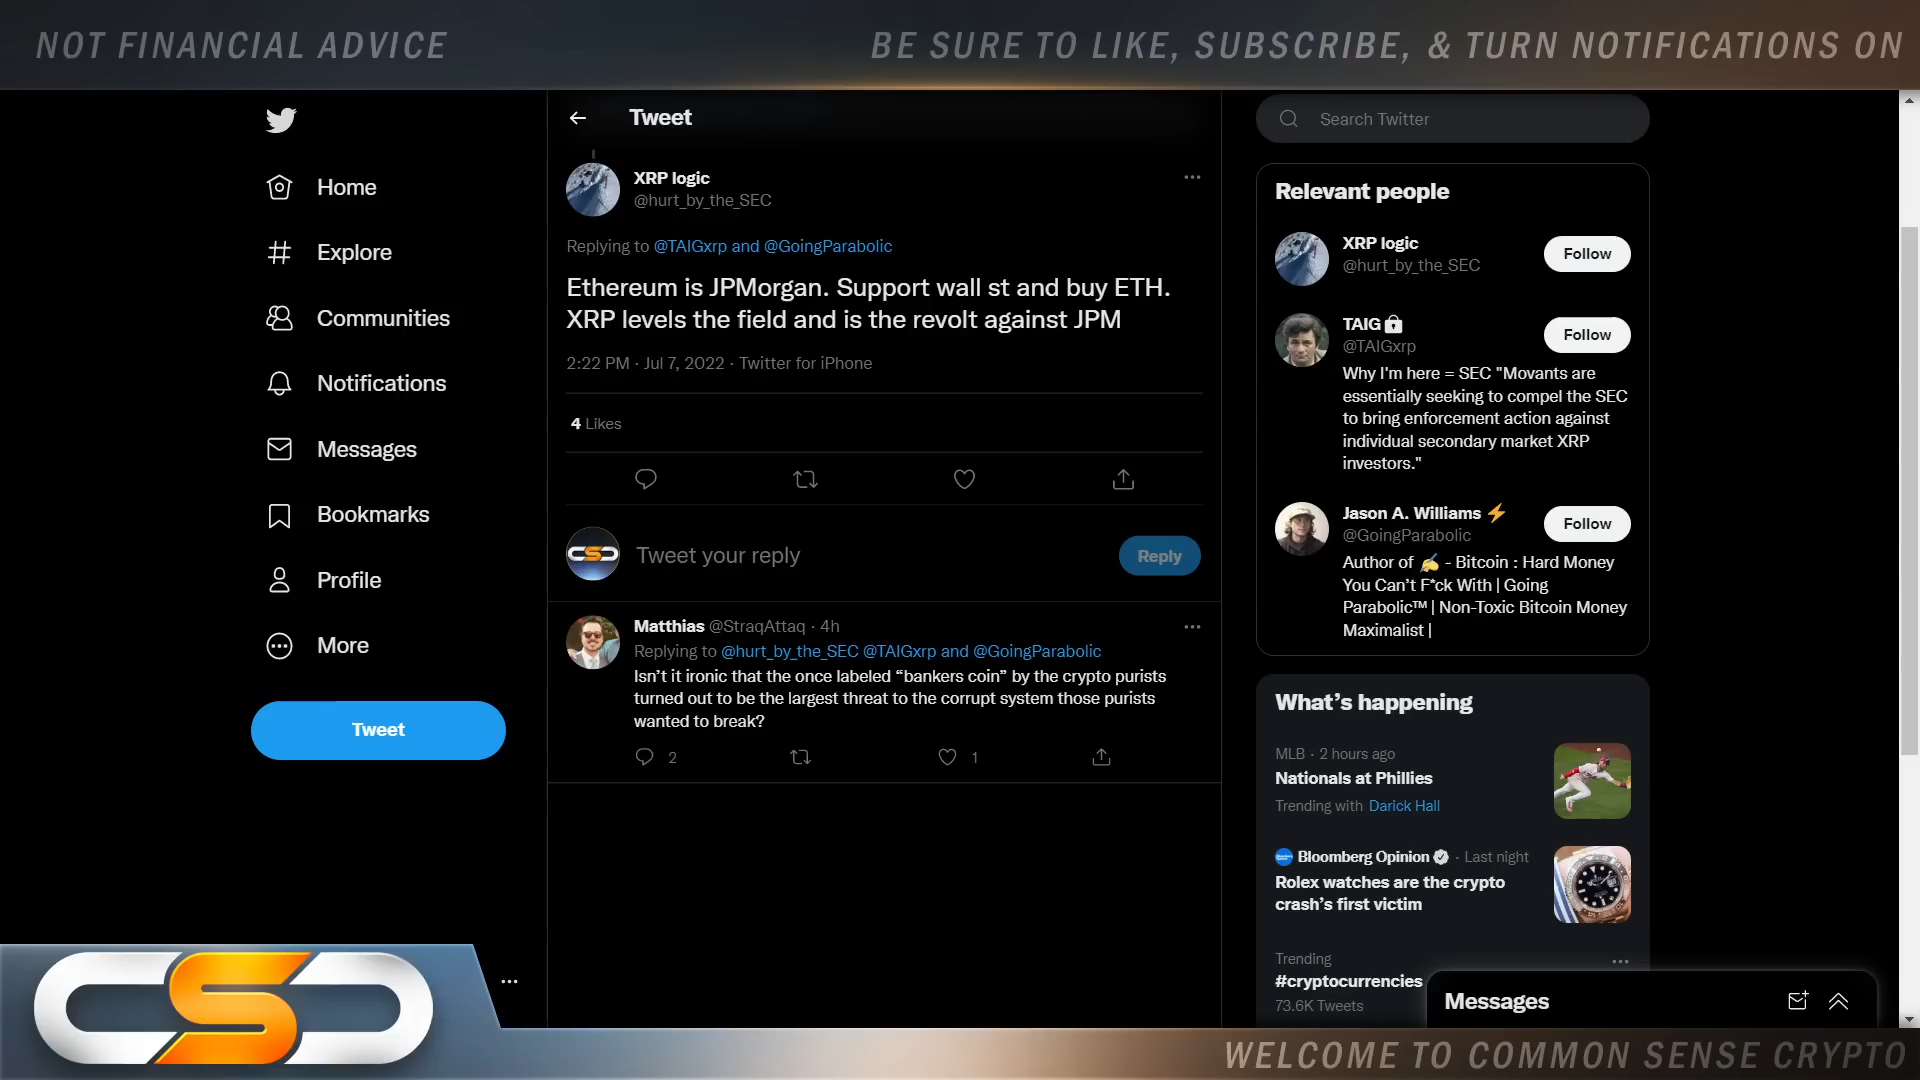 NOT FINANCIAL ADVICE
BE SURE TO LIKE, SUBSCRIBE, & TURN NOTIFICATIONS ON
Home
Explore
Communities
Notifications
Messages
Bookmarks
Profile
More
Tweet
Tweet
XRP logic
@hurt_by_the_SEC
Replying to @TAIGxrp and @GoingParabolic
Ethereum is JPMorgan. Support wall st and buy ETH.
XRP levels the field and is the revolt against JPM
2:22 PM · Jul 7, 2022 · Twitter for iPhone
4 Likes
CSC
Tweet your reply
Reply
Matthias @StraqAttaq · 4h
Replying to @hurt_by_the_SEC @TAIGxrp and @GoingParabolic
Isn’t it ironic that the once labeled “bankers coin” by the crypto purists
turned out to be the largest threat to the corrupt system those purists
wanted to break?
2
1
Search Twitter
Relevant people
XRP logic
@hurt_by_the_SEC
Follow
TAIG
@TAIGxrp
Follow
Why I'm here = SEC "Movants are
essentially seeking to compel the SEC
to bring enforcement action against
individual secondary market XRP
investors."
Jason A. Williams ⚡
@GoingParabolic
Follow
Author of ✍ - Bitcoin : Hard Money
You Can’t F*ck With | Going
Parabolic™ | Non-Toxic Bitcoin Money
Maximalist |
What’s happening
MLB · 2 hours ago
Nationals at Phillies
Trending with Darick Hall
Bloomberg Opinion · Last night
Rolex watches are the crypto
crash’s first victim
Trending
#cryptocurrencies
73.6K Tweets
Messages
CSC
WELCOME TO COMMON SENSE CRYPTO